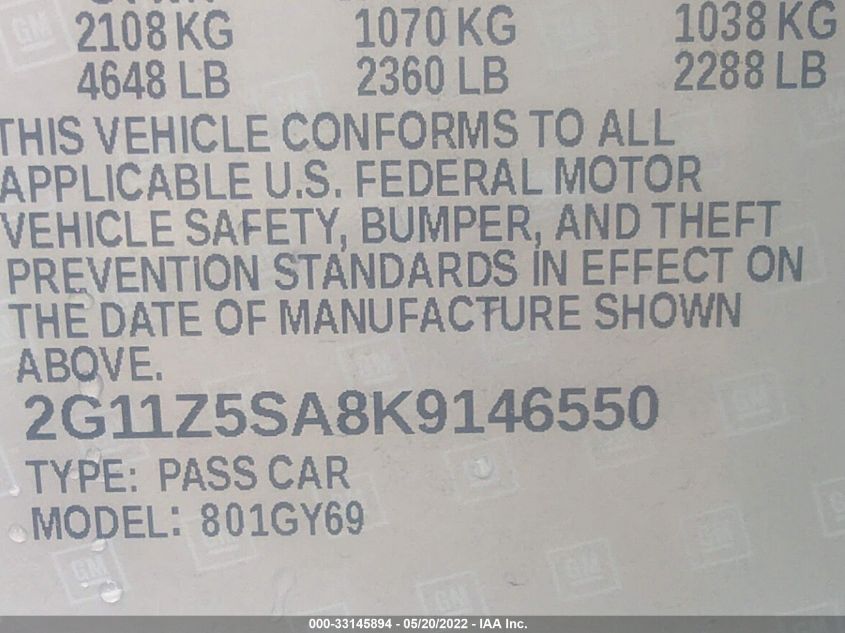 2108 KG 1070 KG 1038 KG
4648 LB 2360 LB 2288 LB
THIS VEHICLE CONFORMS TO ALL
APPLICABLE U.S. FEDERAL MOTOR
VEHICLE SAFETY, BUMPER, AND THEFT
PREVENTION STANDARDS IN EFFECT ON
THE DATE OF MANUFACTURE SHOWN
ABOVE.
2G11Z5SA8K9146550
TYPE: PASS CAR
MODEL: 801GY69
000-33145894 - 05/20/2022 - IAA Inc.